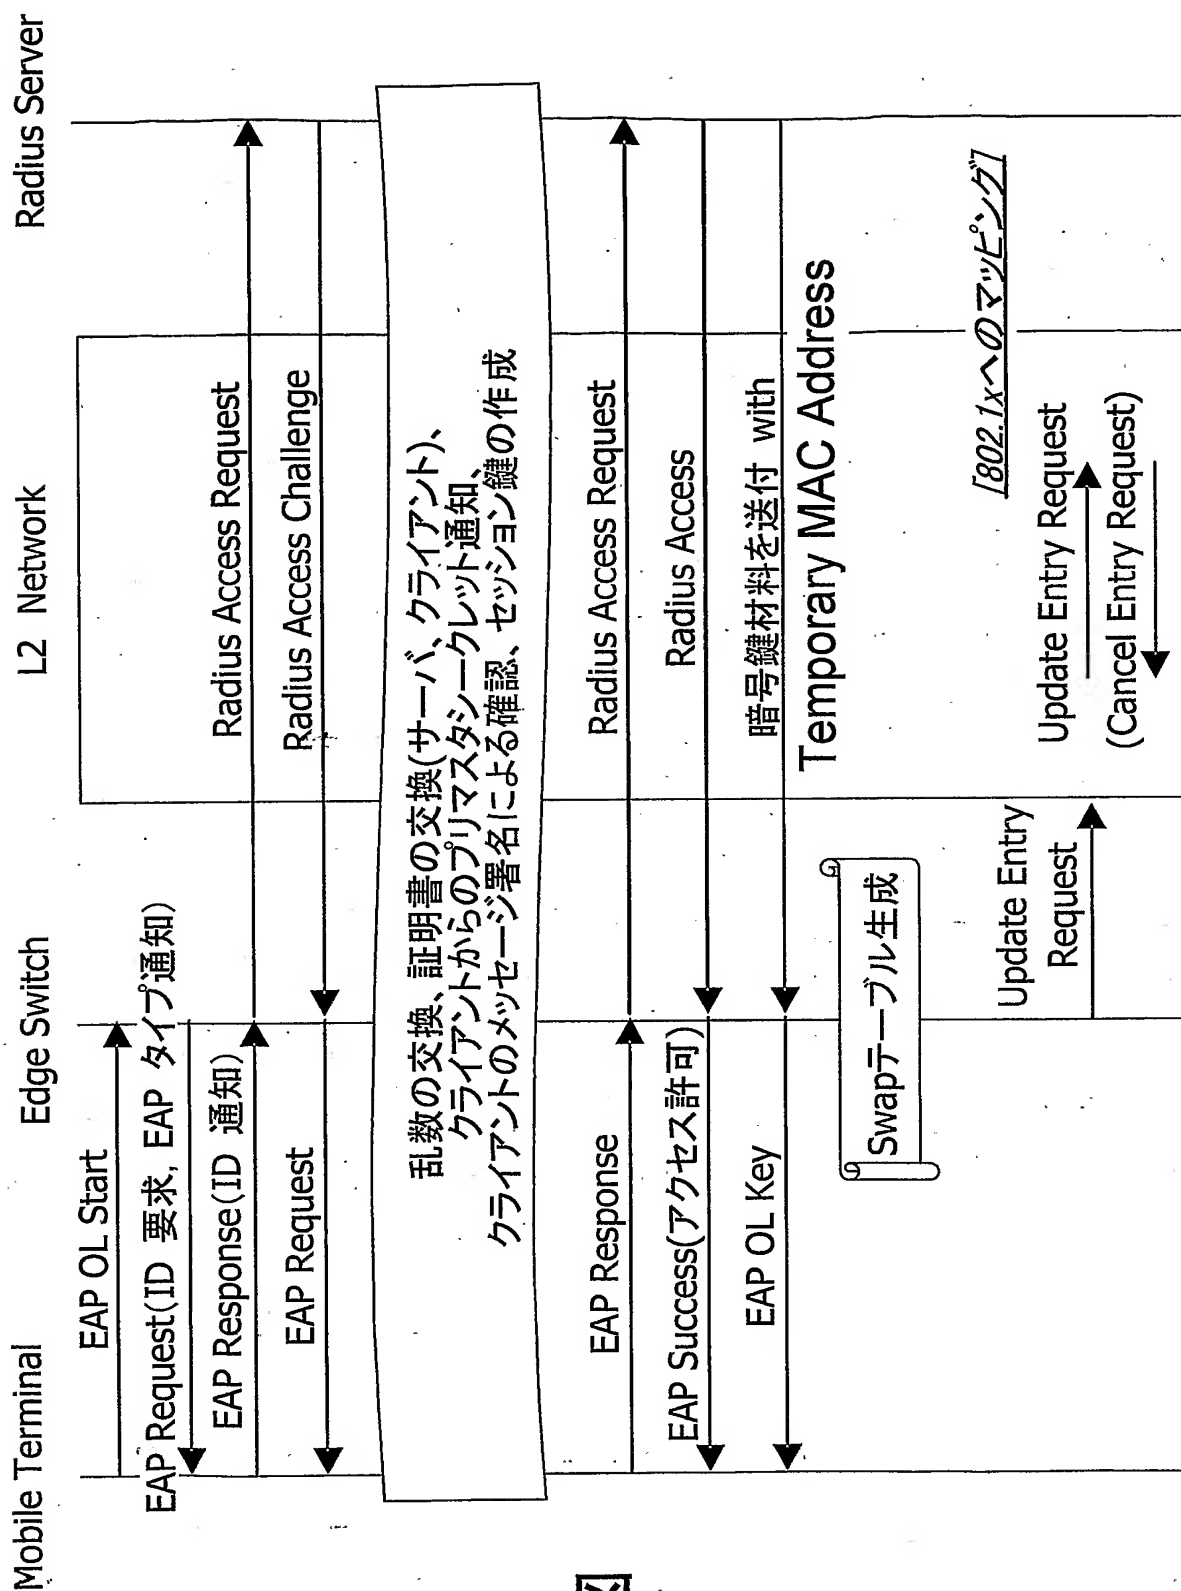 Mobile Terminal
Edge Switch
L2 Network
Radius Server
EAP OL Start
EAP Request(ID 要求, EAP タイプ通知)
EAP Response(ID 通知)
Radius Access Request
EAP Request
Radius Access Challenge
乱数の交換、証明書の交換(サーバ、クライアント)、
クライアントからのプリマスタシークレット通知、
クライアントのメッセージ署名による確認、セッション鍵の作成
EAP Response
Radius Access Request
EAP Success(アクセス許可)
Radius Access
EAP OL Key
暗号鍵材料を送付 with
Temporary MAC Address
Swapテーブル生成
[802.1xへのマッピング]
Update Entry
Request
Update Entry Request
(Cancel Entry Request)